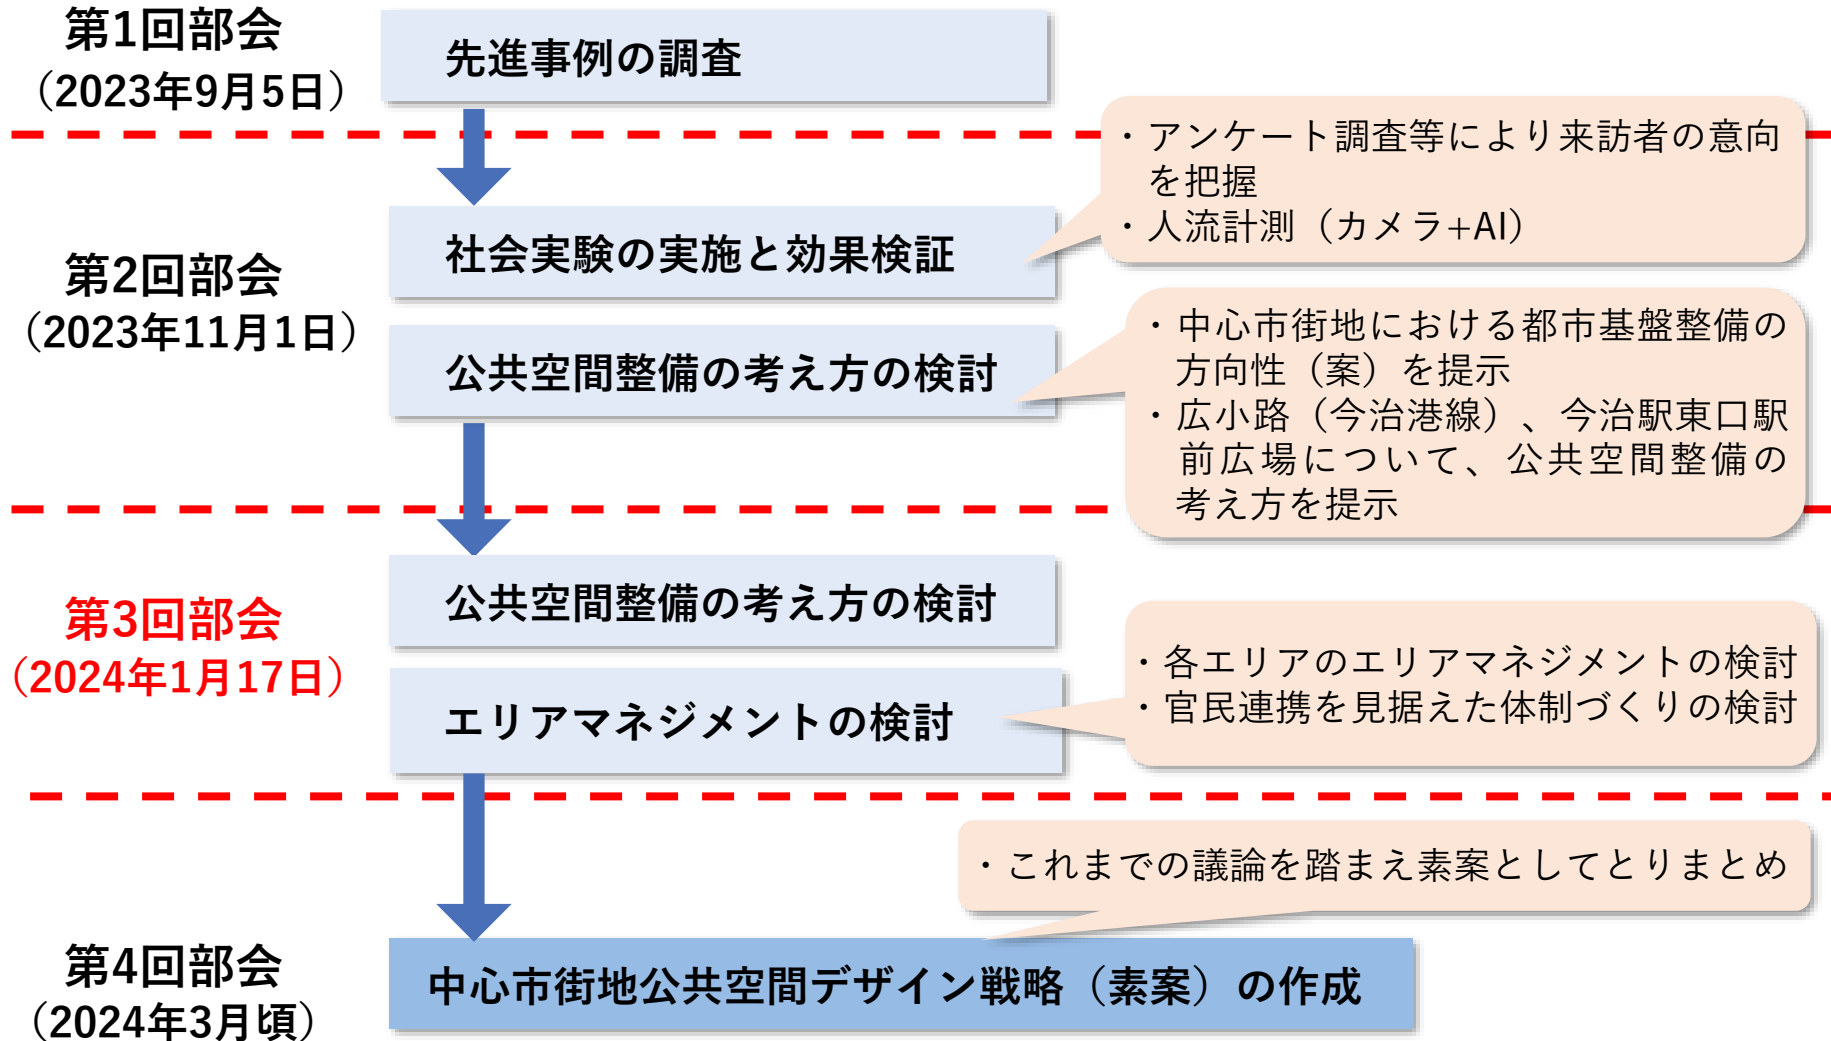 第1回部会
（2023年9月5日）
先進事例の調査
・アンケート調査等により来訪者の意向
を把握
・人流計測（カメラ+AI）
第2回部会
（2023年11月1日）
社会実験の実施と効果検証
公共空間整備の考え方の検討
・中心市街地における都市基盤整備の
方向性（案）を提示
・広小路（今治港線）、今治駅東口駅
前広場について、公共空間整備の
考え方を提示
第3回部会
（2024年1月17日）
公共空間整備の考え方の検討
エリアマネジメントの検討
・各エリアのエリアマネジメントの検討
・官民連携を見据えた体制づくりの検討
・これまでの議論を踏まえ素案としてとりまとめ
第4回部会
（2024年3月頃）
中心市街地公共空間デザイン戦略（素案）の作成